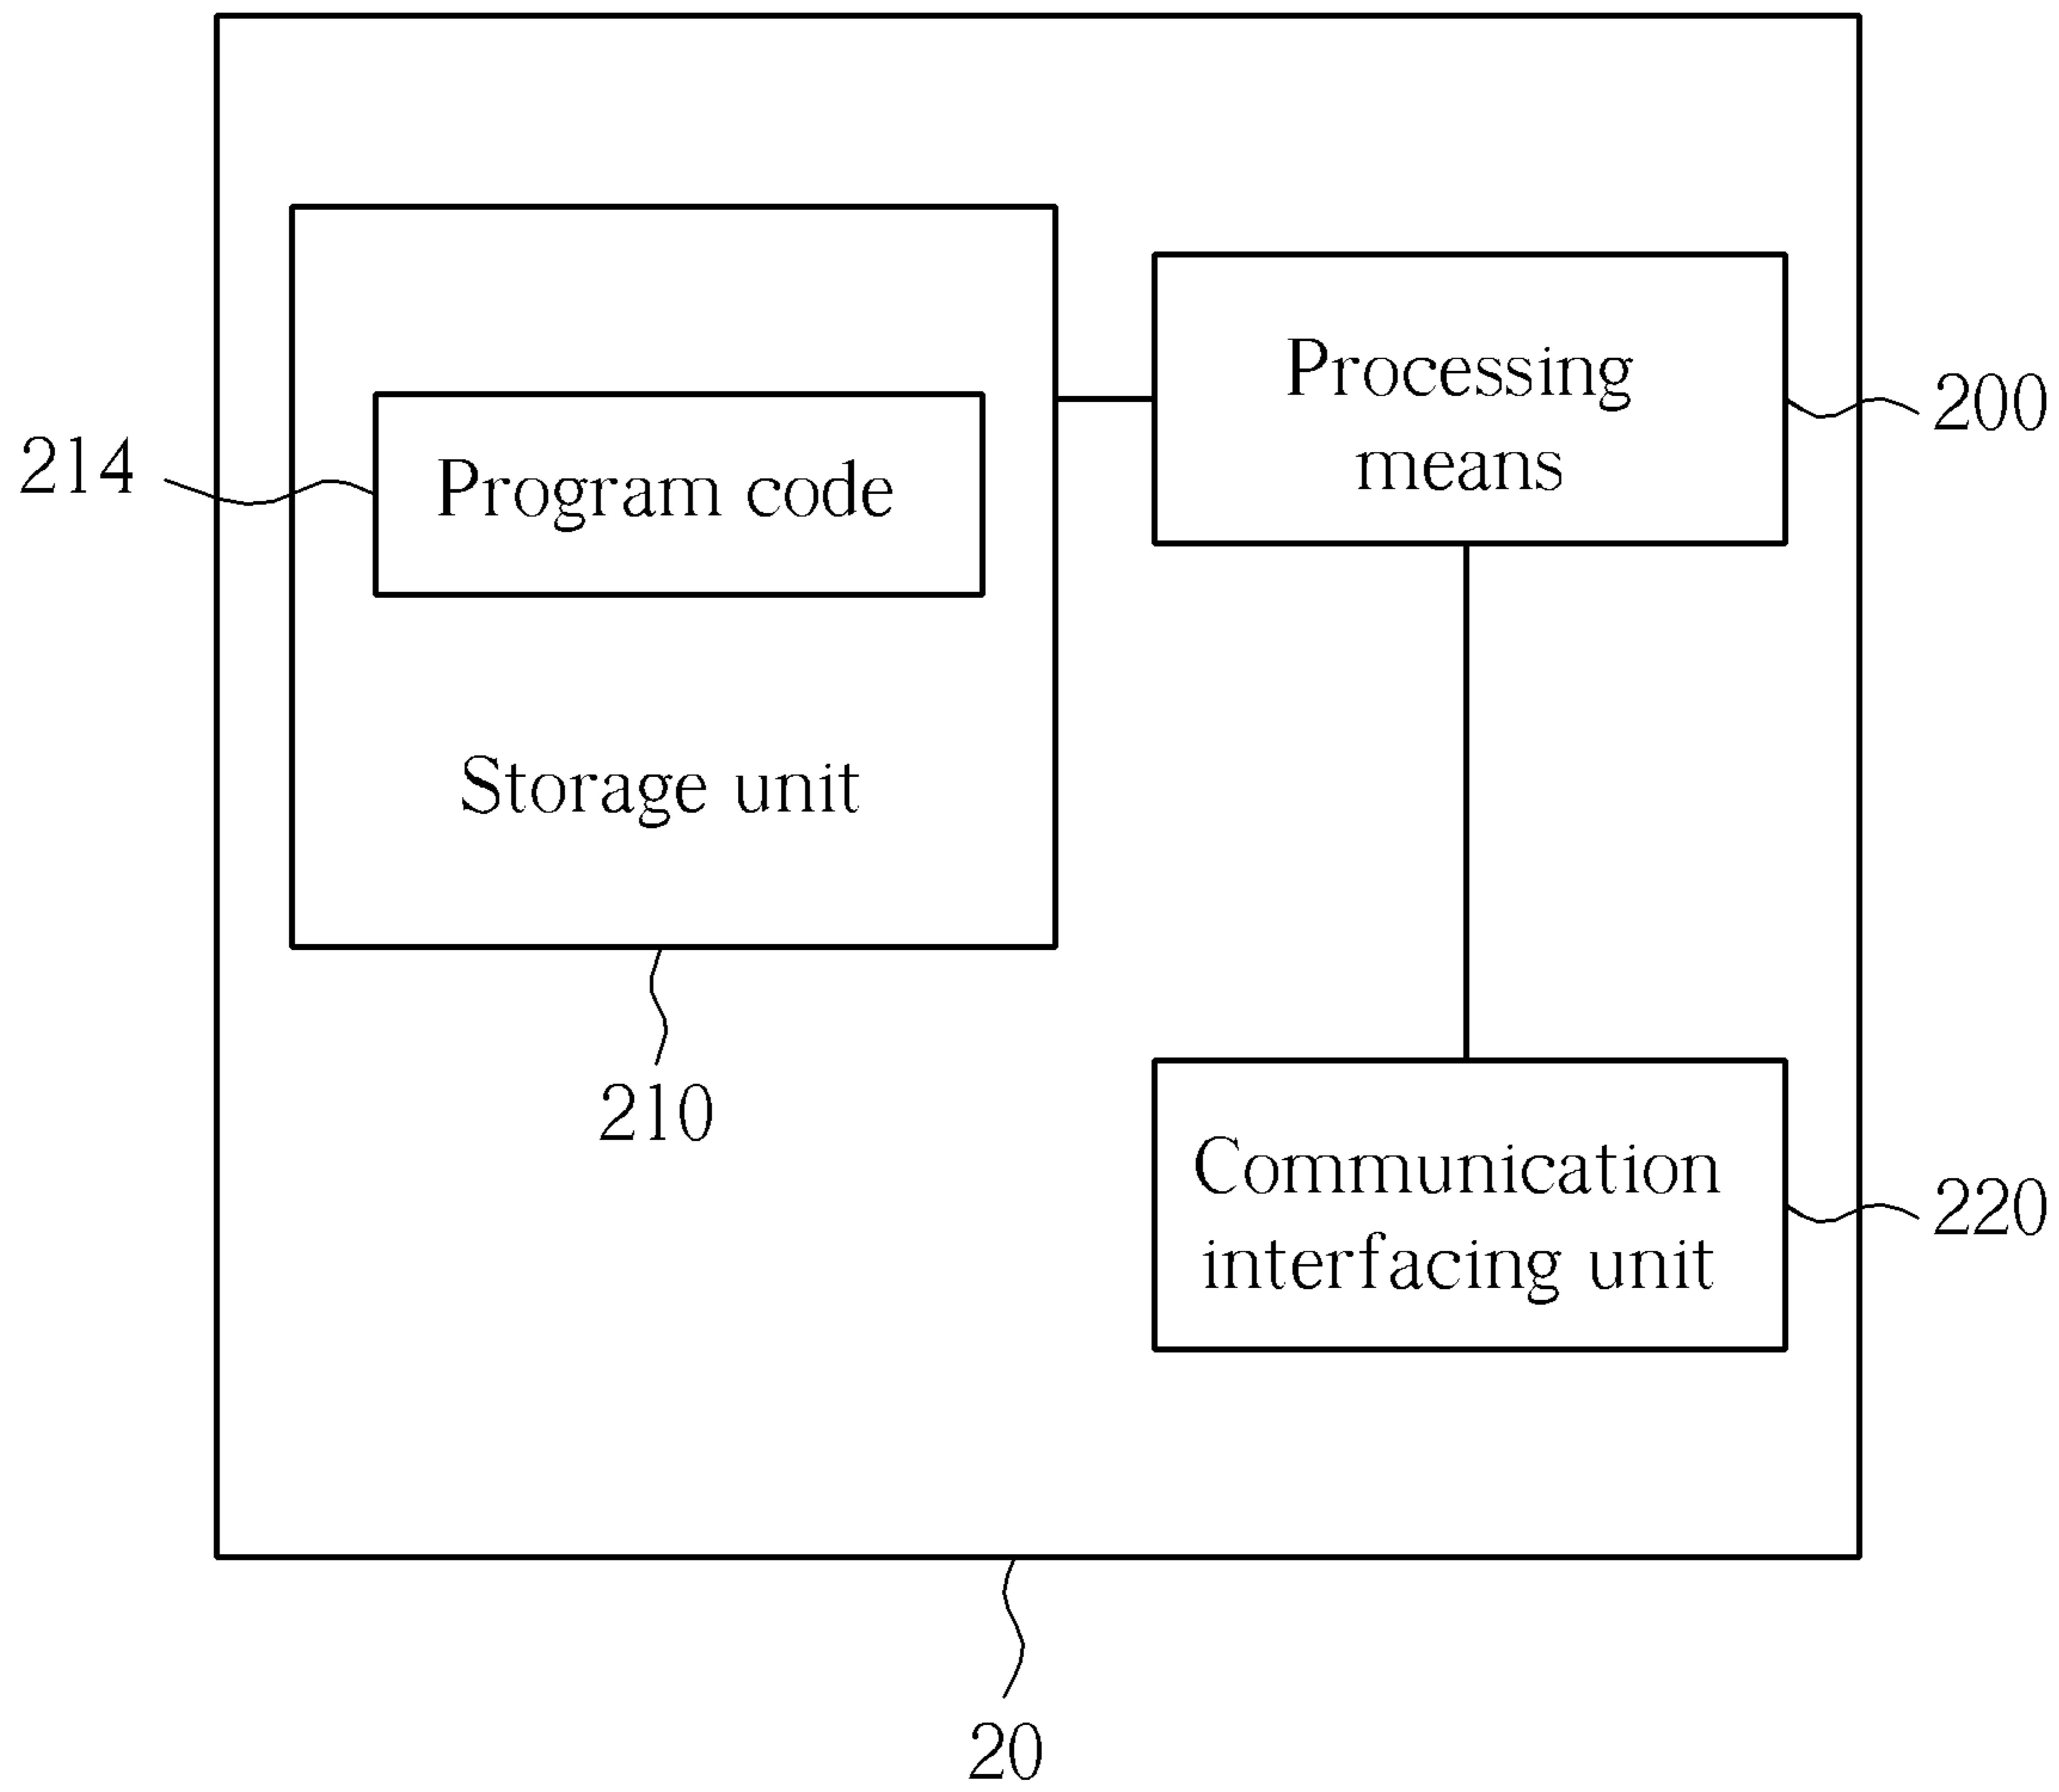 Processing
means
200
214
Program code
Storage unit
210
Communication
interfacing unit
220
20